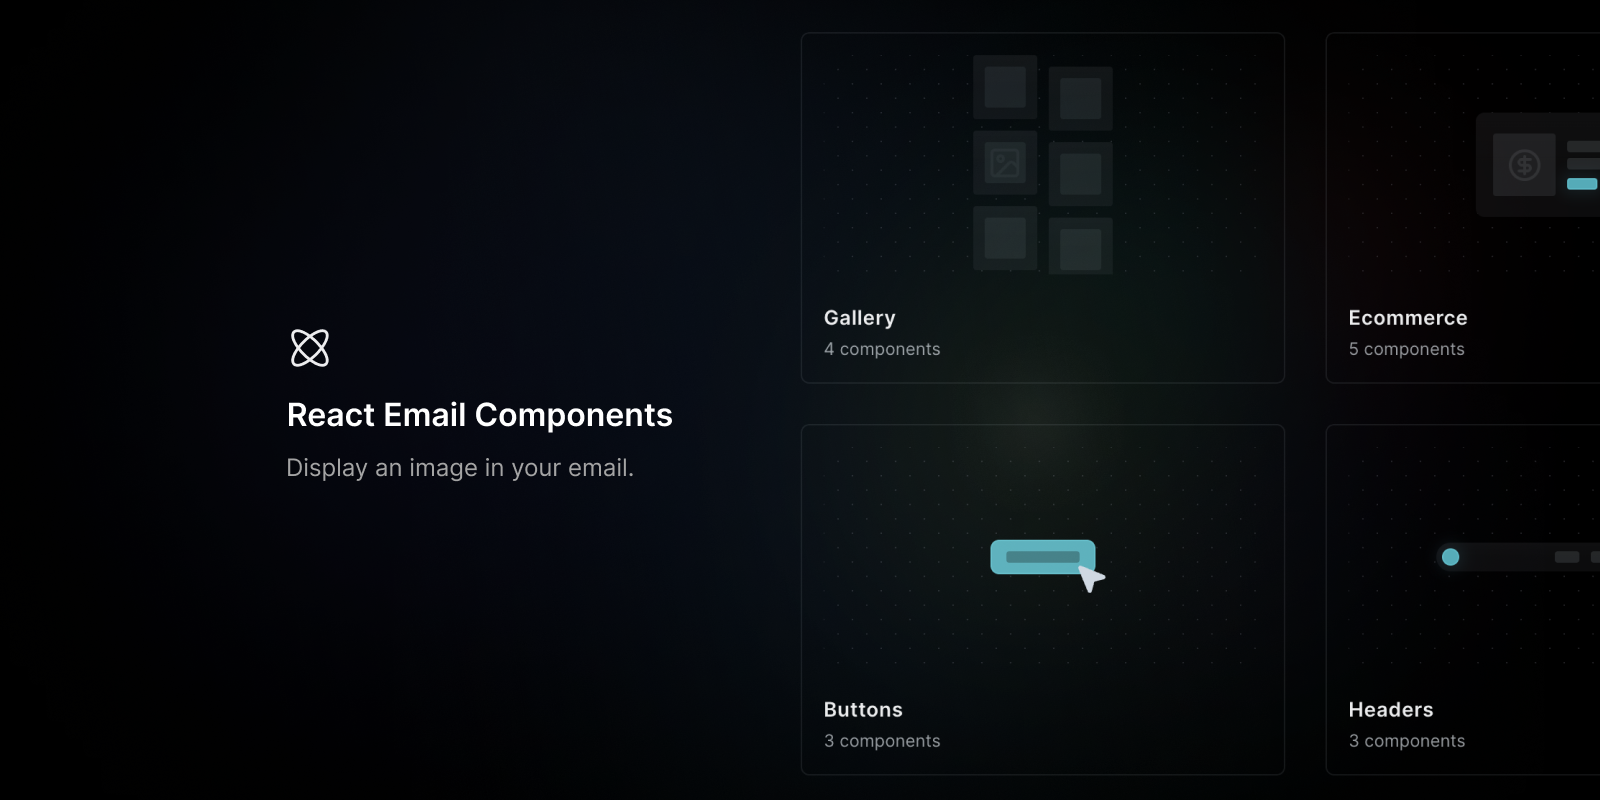 React Email Components
Display an image in your email.
Gallery
4 components
Ecommerce
5 components
Buttons
3 components
Headers
3 components